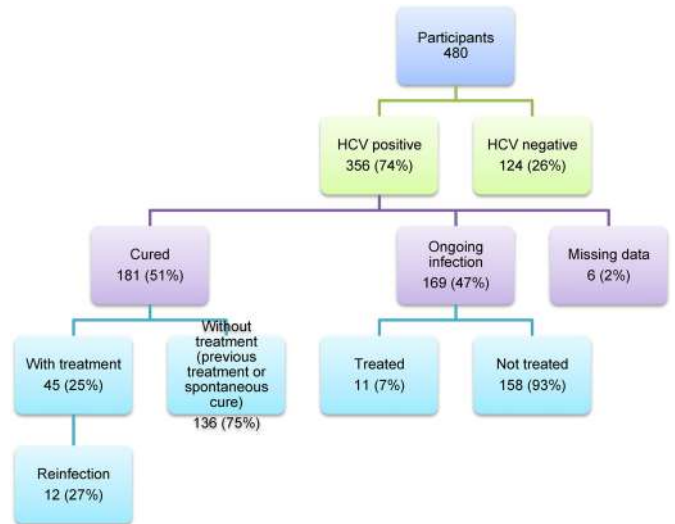 Participants
480
HCV positive
356 (74%)
HCV negative
124 (26%)
Cured
181 (51%)
Ongoing
infection
169 (47%)
Missing data
6 (2%)
With treatment
45 (25%)
Without
treatment
(previous
treatment or
spontaneous
cure)
136 (75%)
Treated
11 (7%)
Not treated
158 (93%)
Reinfection
12 (27%)